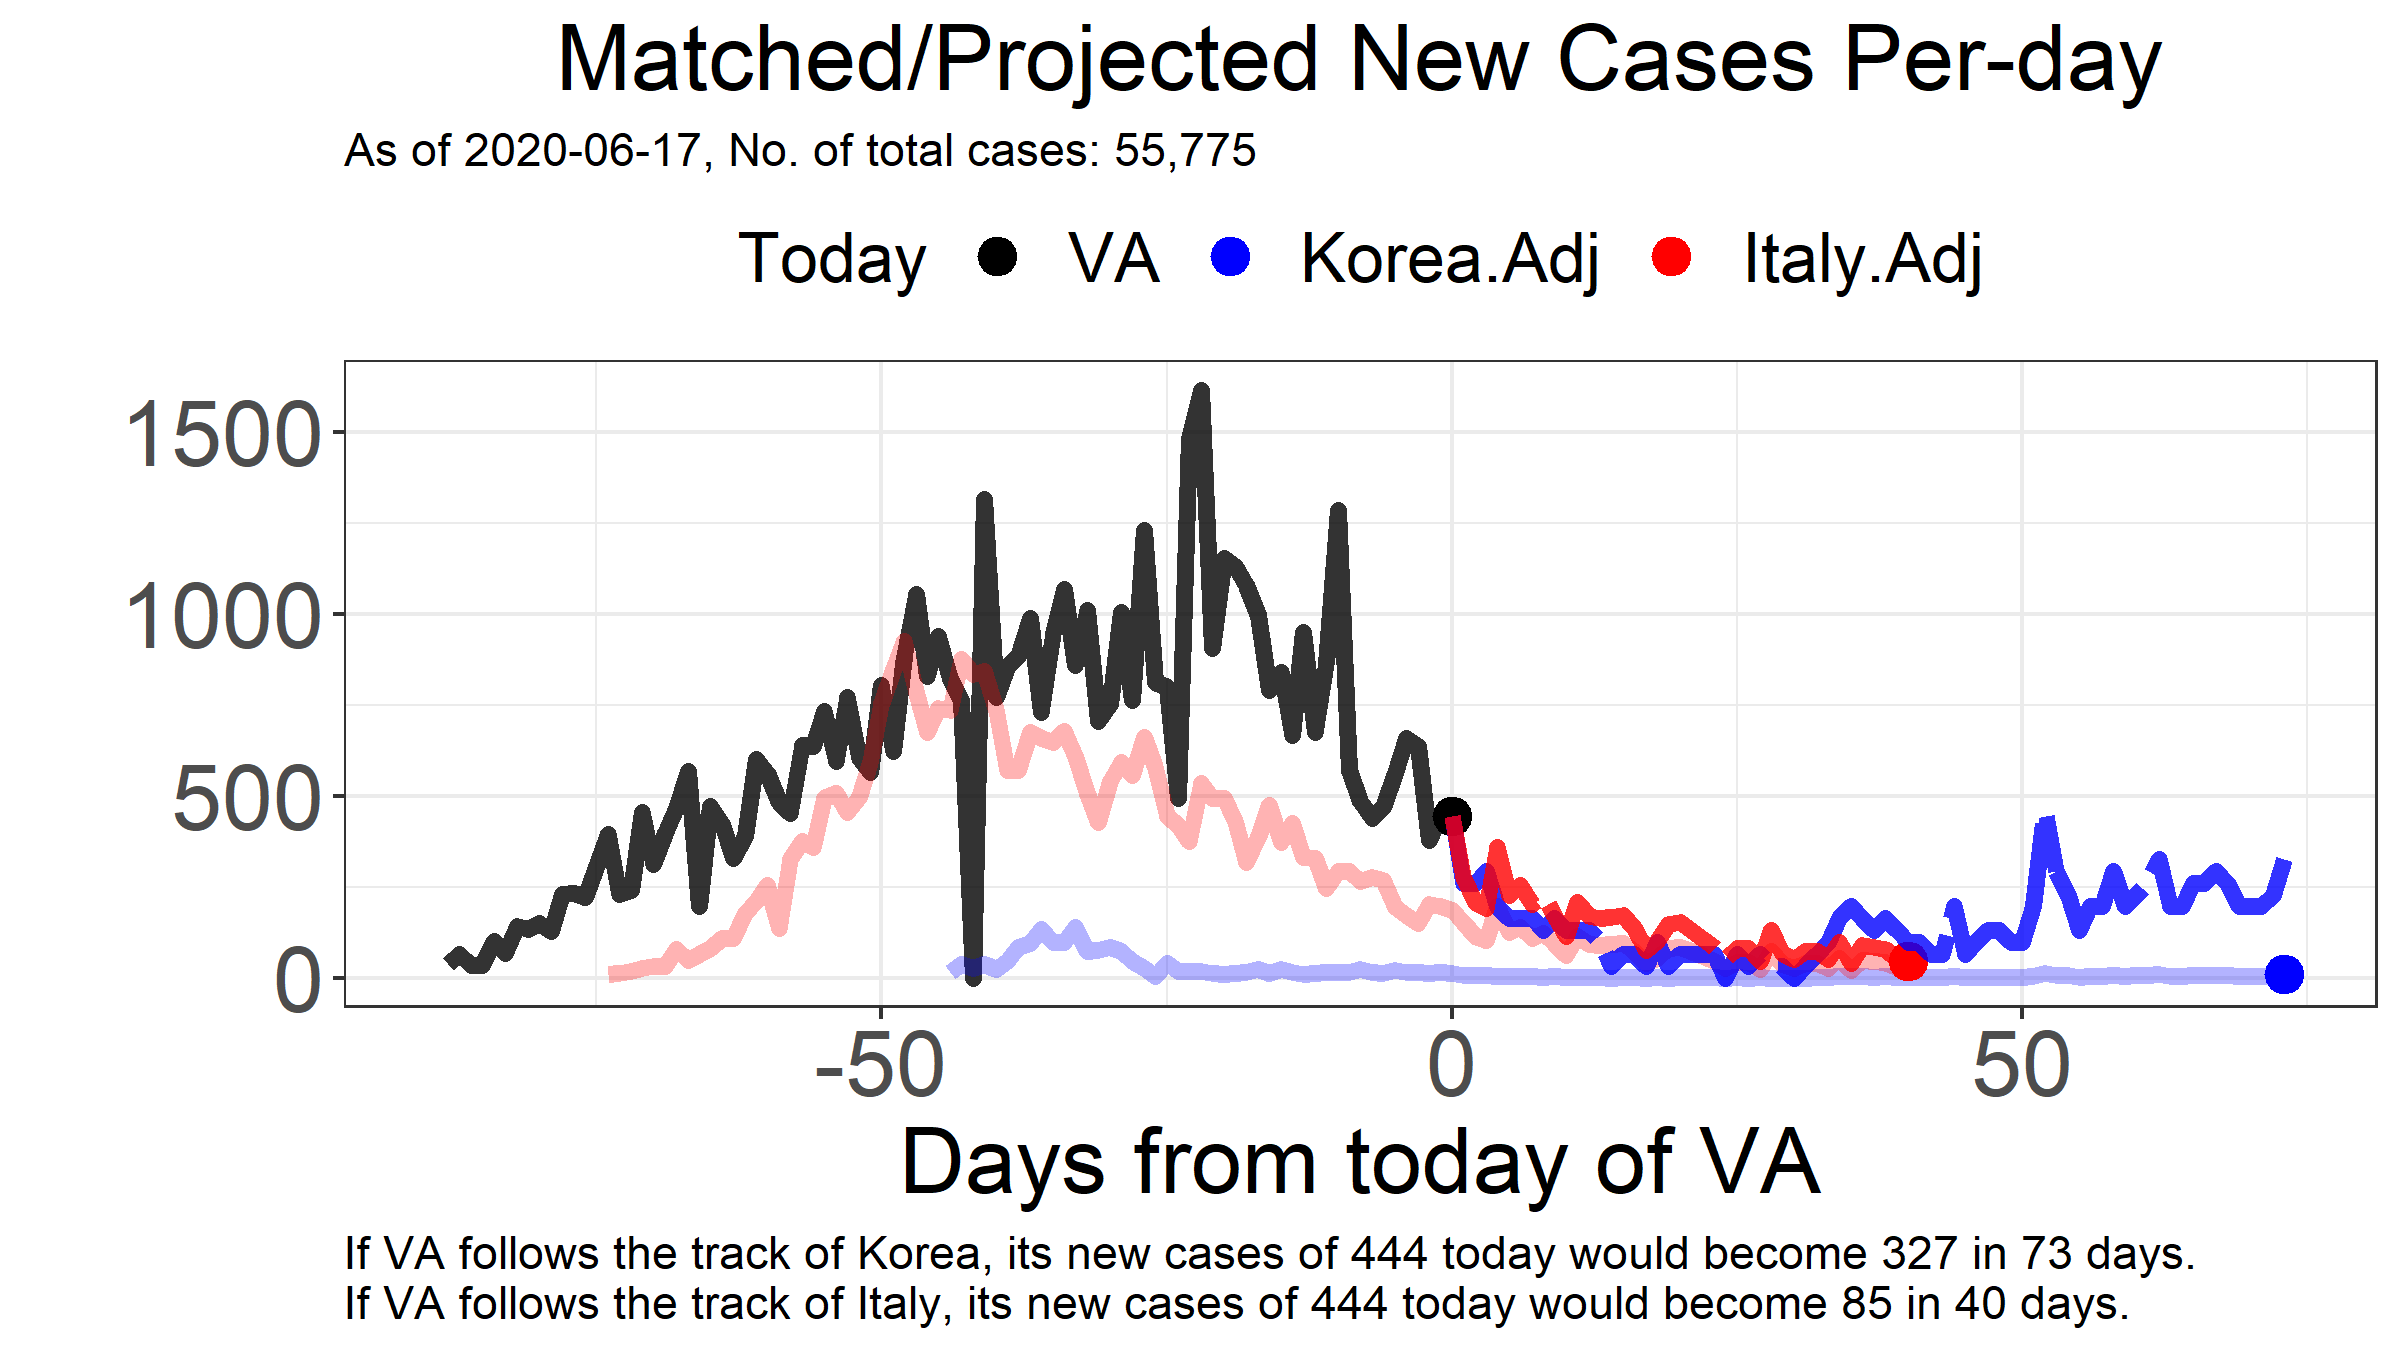 Matched/Projected New Cases Per-day
As of 2020-06-17, No. of total cases: 55,775
Today VA Korea.Adj Italy.Adj
1500
1000
500
0
-50 0 50
Days from today of VA
If VA follows the track of Korea, its new cases of 444 today would become 327 in 73 days.
If VA follows the track of Italy, its new cases of 444 today would become 85 in 40 days.